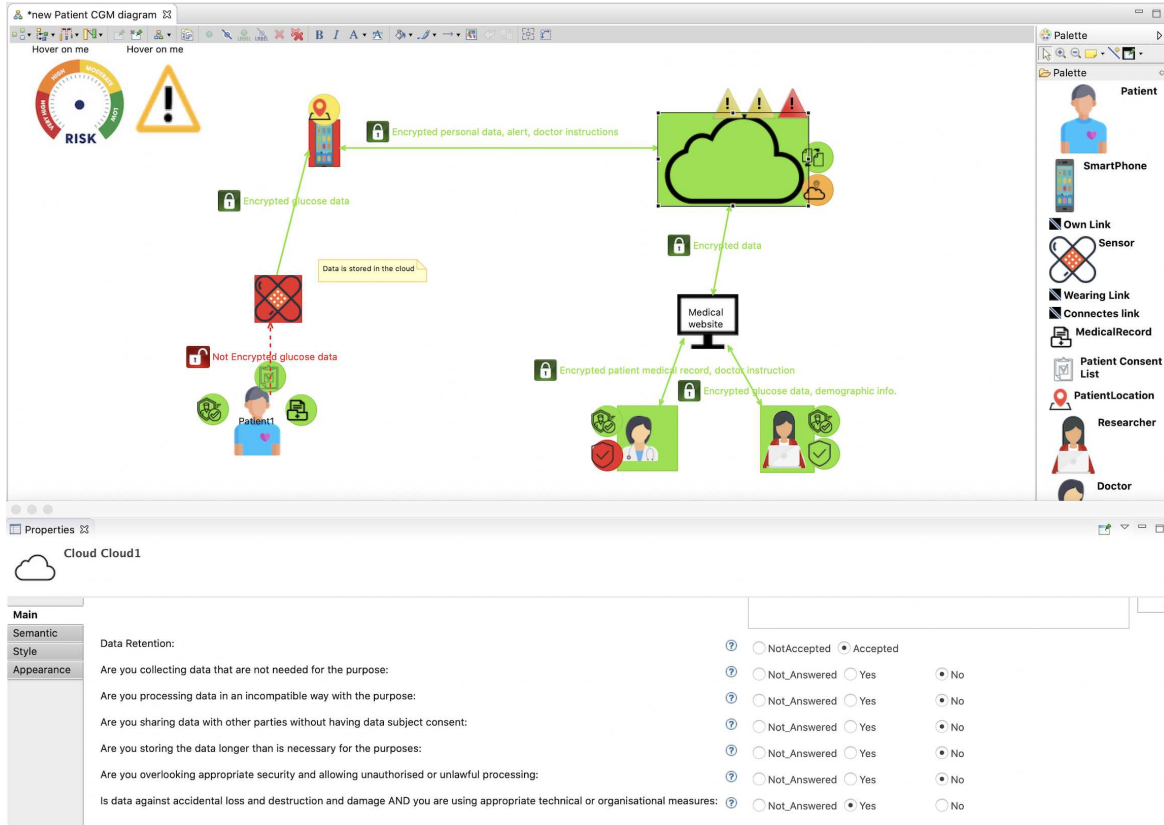 *new Patient CGM diagram
B I A
Hover on me
Hover on me
VERY HIGH
HIGH
MODERATE
LOW
RISK
Encrypted personal data, alert, doctor instructions
Encrypted glucose data
Encrypted data
Data is stored in the cloud
Medical
website
Not Encrypted glucose data
Encrypted patient medical record, doctor instruction
Encrypted glucose data, demographic info.
Patient1
Palette
Palette
Patient
SmartPhone
Own Link
Sensor
Wearing Link
Connectes link
MedicalRecord
Patient Consent
List
PatientLocation
Researcher
Doctor
Properties
Cloud Cloud1
Main
Semantic
Style
Appearance
Data Retention:
NotAccepted Accepted
Are you collecting data that are not needed for the purpose:
Not_Answered Yes No
Are you processing data in an incompatible way with the purpose:
Not_Answered Yes No
Are you sharing data with other parties without having data subject consent:
Not_Answered Yes No
Are you storing the data longer than is necessary for the purposes:
Not_Answered Yes No
Are you overlooking appropriate security and allowing unauthorised or unlawful processing:
Not_Answered Yes No
Is data against accidental loss and destruction and damage AND you are using appropriate technical or organisational measures:
Not_Answered Yes No